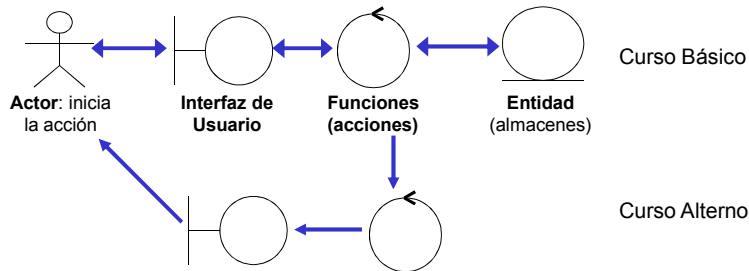 Curso Básico
Actor: inicia
la acción
Interfaz de
Usuario
Funciones
(acciones)
Entidad
(almacenes)
Curso Alterno